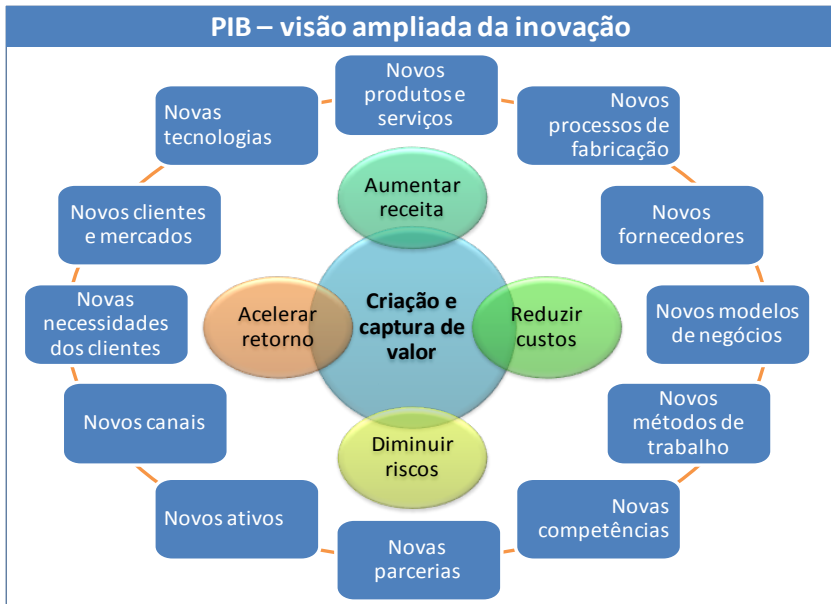 PIB – visão ampliada da inovação
Novos
produtos e
serviços
Novos
processos de
fabricação
Novos
fornecedores
Novos modelos
de negócios
Novos
métodos de
trabalho
Novas
competências
Novas
parcerias
Novos ativos
Novos canais
Novas
necessidades
dos clientes
Novos clientes
e mercados
Novas
tecnologias
Aumentar
receita
Reduzir
custos
Diminuir
riscos
Acelerar
retorno
Criação e
captura de
valor